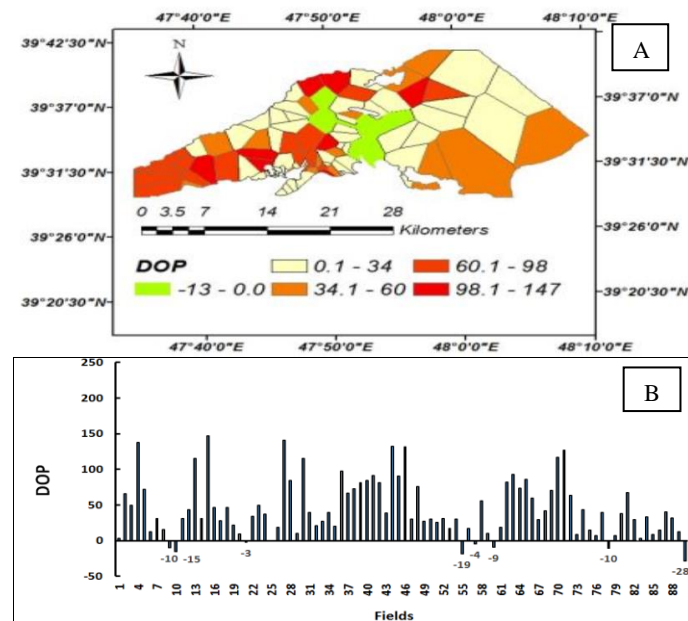 47°40'0"E 47°50'0"E 48°0'0"E 48°10'0"E
A
N
39°42'30"N 39°37'0"N 39°31'30"N 39°26'0"N 39°20'30"N
39°42'30"N
39°37'0"N 39°31'30"N 39°26'0"N 39°20'30"N
0 3.5 7 14 21 28
Kilometers
DOP 0.1 - 34 60.1 - 98
-13 - 0.0 34.1 - 60 98.1 - 147
47°40'0"E 47°50'0"E 48°0'0"E 48°10'0"E
B
250
200
150
100
50
0
-50
DOP
-10 -15 -3 -19 -4 -9 -10 -28
1 4 7 10 13 16 19 22 25 28 31 34 37 40 43 46 49 52 55 58 61 64 67 70 73 76 79 82 85 88
Fields